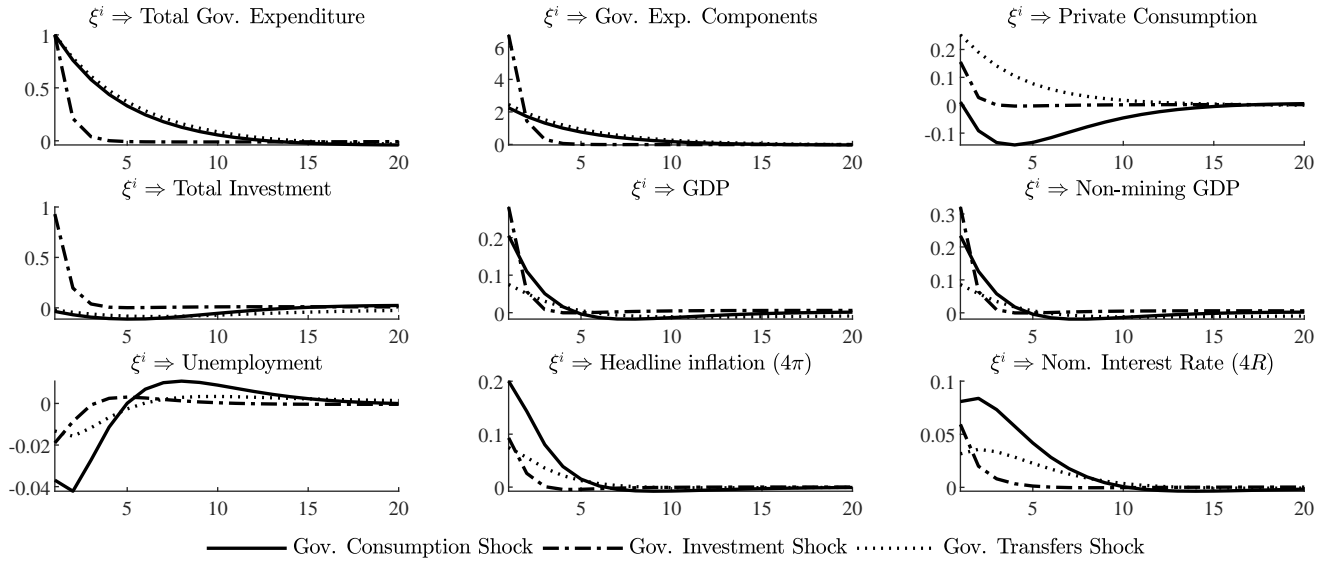 ξ^i ⇒ Total Gov. Expenditure
1
0.5
0
5 10 15 20
ξ^i ⇒ Gov. Exp. Components
6
4
2
0
5 10 15 20
ξ^i ⇒ Private Consumption
0.2
0.1
0
-0.1
5 10 15 20
ξ^i ⇒ Total Investment
1
0.5
0
5 10 15 20
ξ^i ⇒ GDP
0.2
0.1
0
5 10 15 20
ξ^i ⇒ Non-mining GDP
0.3
0.2
0.1
0
5 10 15 20
ξ^i ⇒ Unemployment
0
-0.02
-0.04
5 10 15 20
ξ^i ⇒ Headline inflation (4π)
0.2
0.1
0
5 10 15 20
ξ^i ⇒ Nom. Interest Rate (4R)
0.1
0.05
0
5 10 15 20
Gov. Consumption Shock Gov. Investment Shock Gov. Transfers Shock